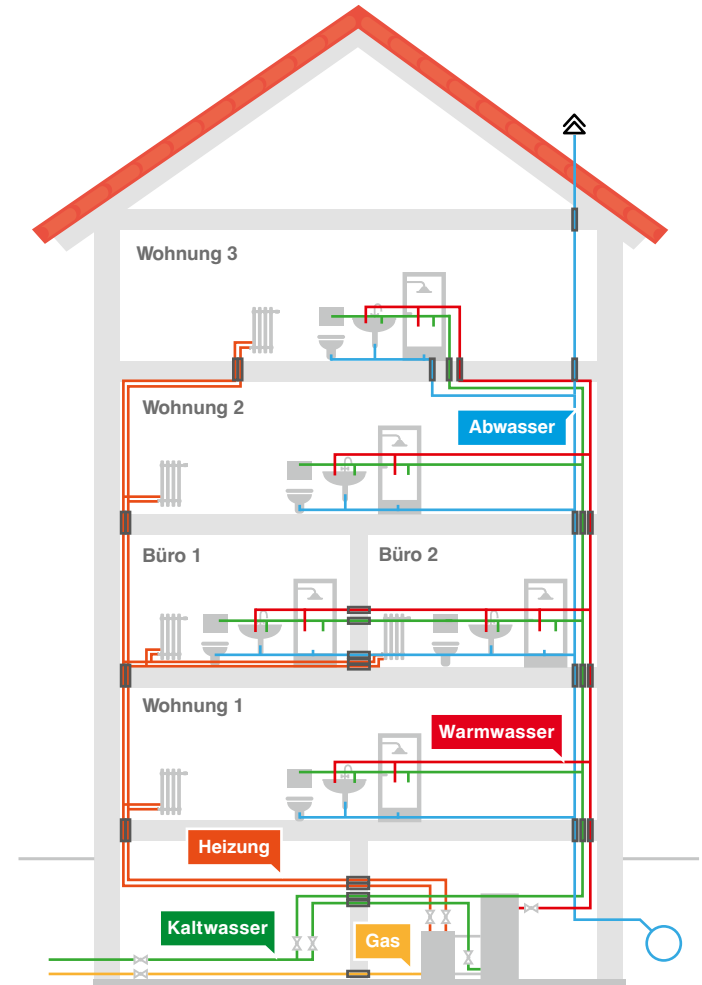 Wohnung 3
Wohnung 2
Abwasser
Büro 1
Büro 2
Wohnung 1
Warmwasser
Heizung
Kaltwasser
Gas